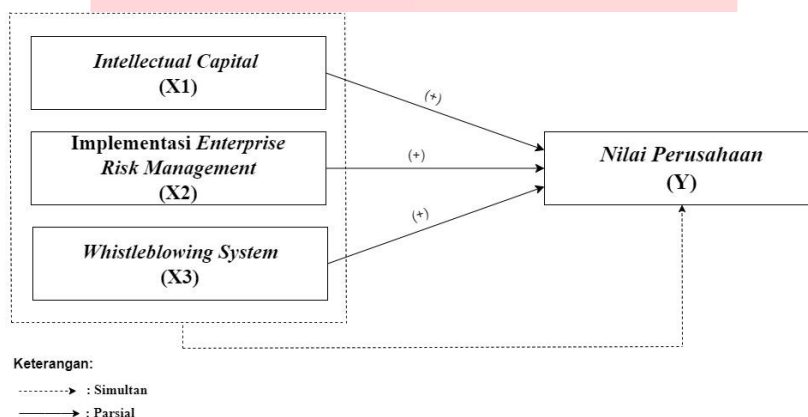 Intellectual Capital
(X1)
Implementasi Enterprise
Risk Management
(X2)
Whistleblowing System
(X3)
(+)
(+)
(+)
Nilai Perusahaan
(Y)
Keterangan:
: Simultan
: Parsial